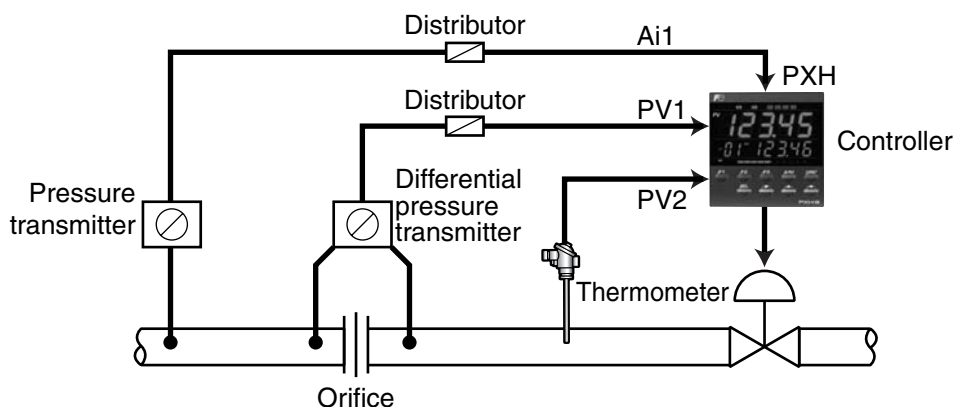 Distributor
Ai1
PXH
Distributor
PV1
PV
123.45
01
123.46
Controller
Pressure
transmitter
Differential
pressure
transmitter
PV2
Thermometer
Orifice